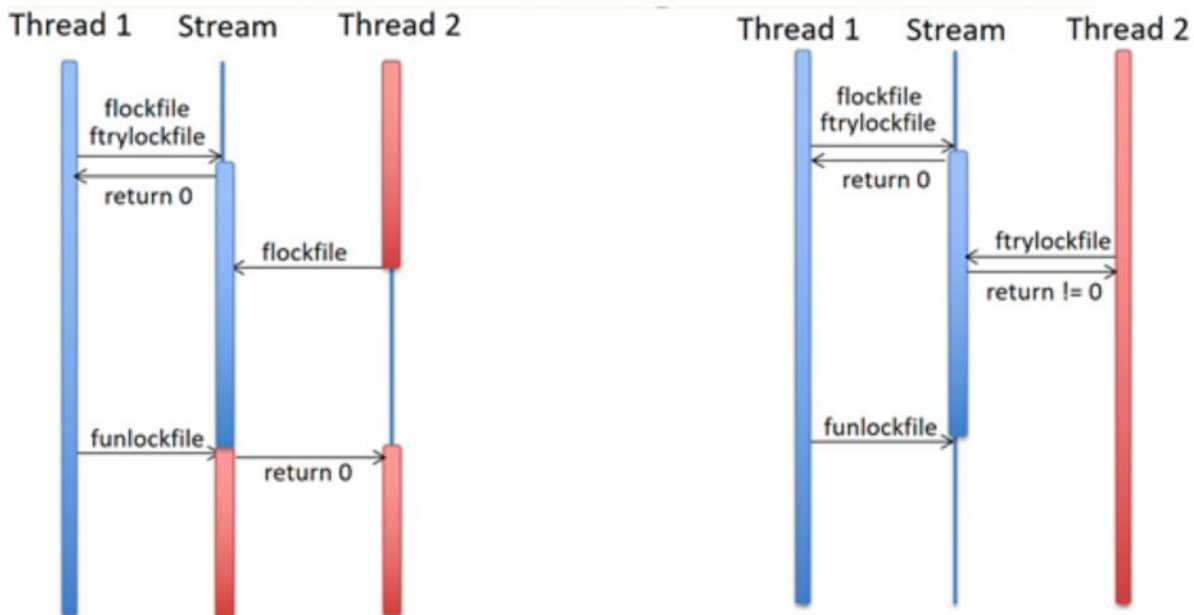 Thread 1 Stream Thread 2
flockfile
ftrylockfile
return 0
flockfile
funlockfile
return 0
Thread 1 Stream Thread 2
flockfile
ftrylockfile
return 0
ftrylockfile
return != 0
funlockfile